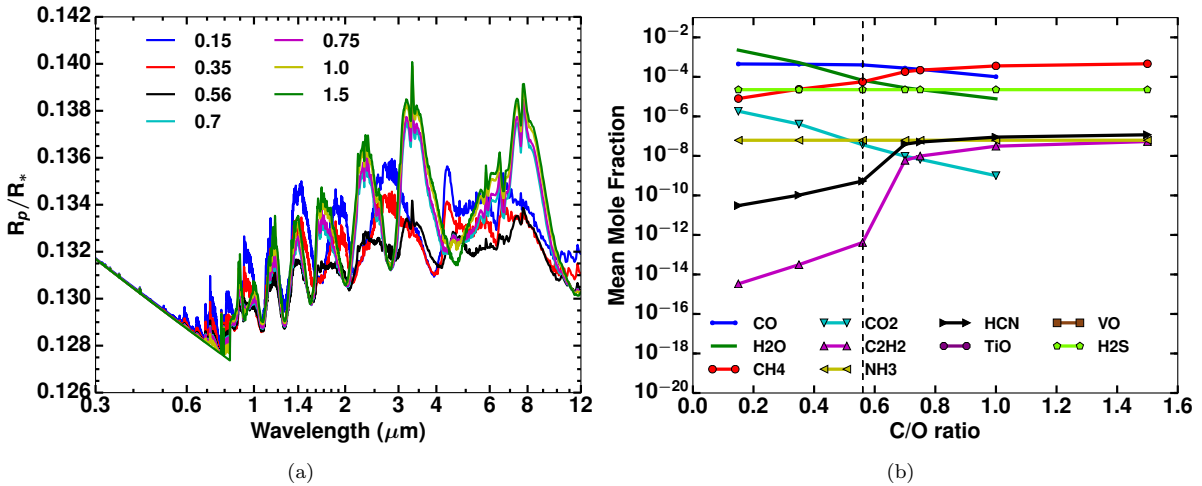 0.142
0.140
0.138
0.136
0.134
0.132
0.130
0.128
0.126
R_p/R_*
0.15 0.75
0.35 1.0
0.56 1.5
0.7
0.3 0.6 1 1.4 2 3 4 6 8 12
Wavelength (μm)
(a)
10^-2
10^-4
10^-6
10^-8
10^-10
10^-12
10^-14
10^-16
10^-18
10^-20
Mean Mole Fraction
CO CO2 HCN VO
H2O C2H2 TiO H2S
CH4 NH3
0.0 0.2 0.4 0.6 0.8 1.0 1.2 1.4 1.6
C/O ratio
(b)